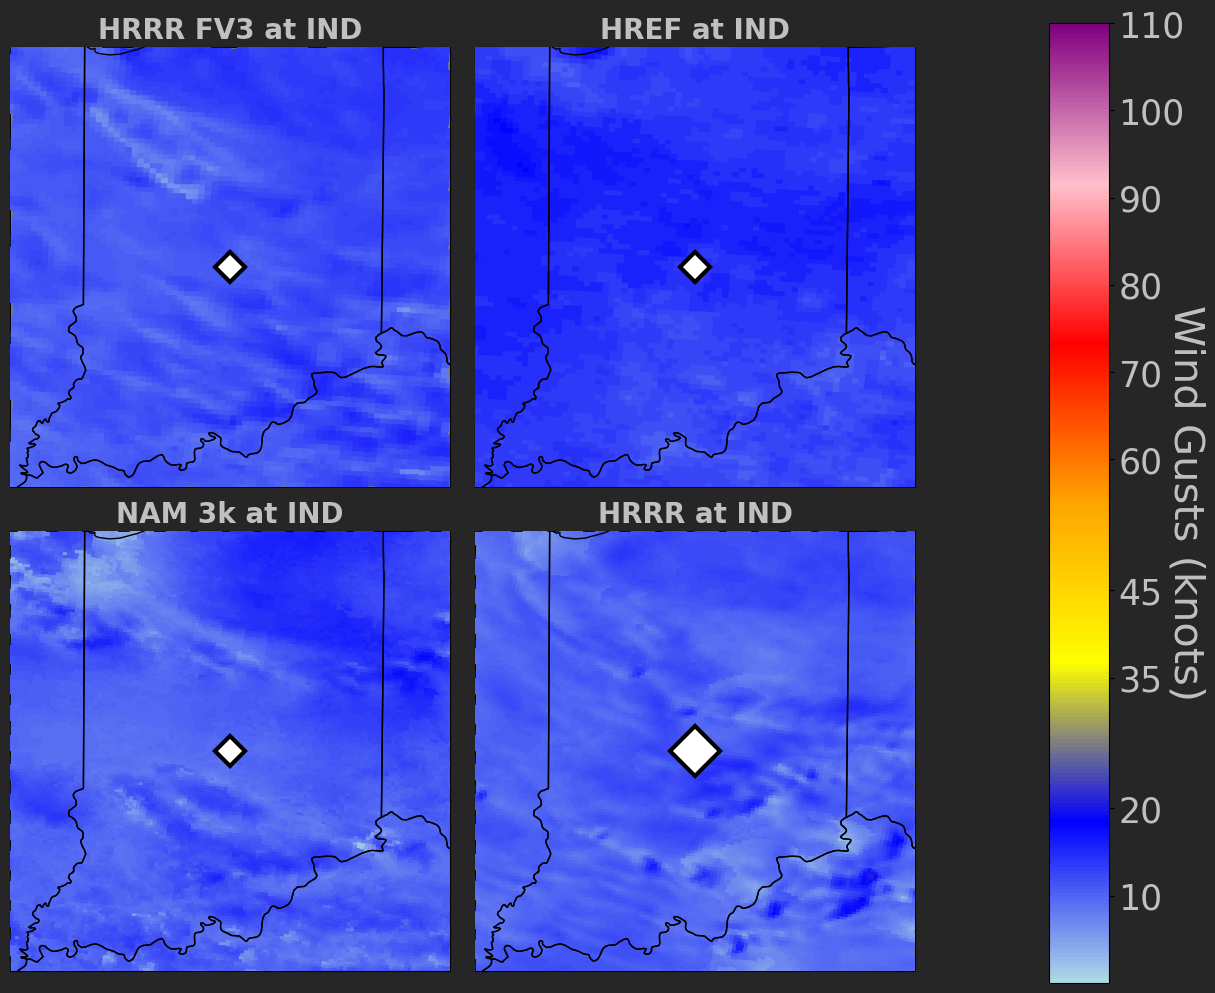 HRRR FV3 at IND
HREF at IND
NAM 3k at IND
HRRR at IND
110
100
90
80
70
60
45
35
20
10
Wind Gusts (knots)